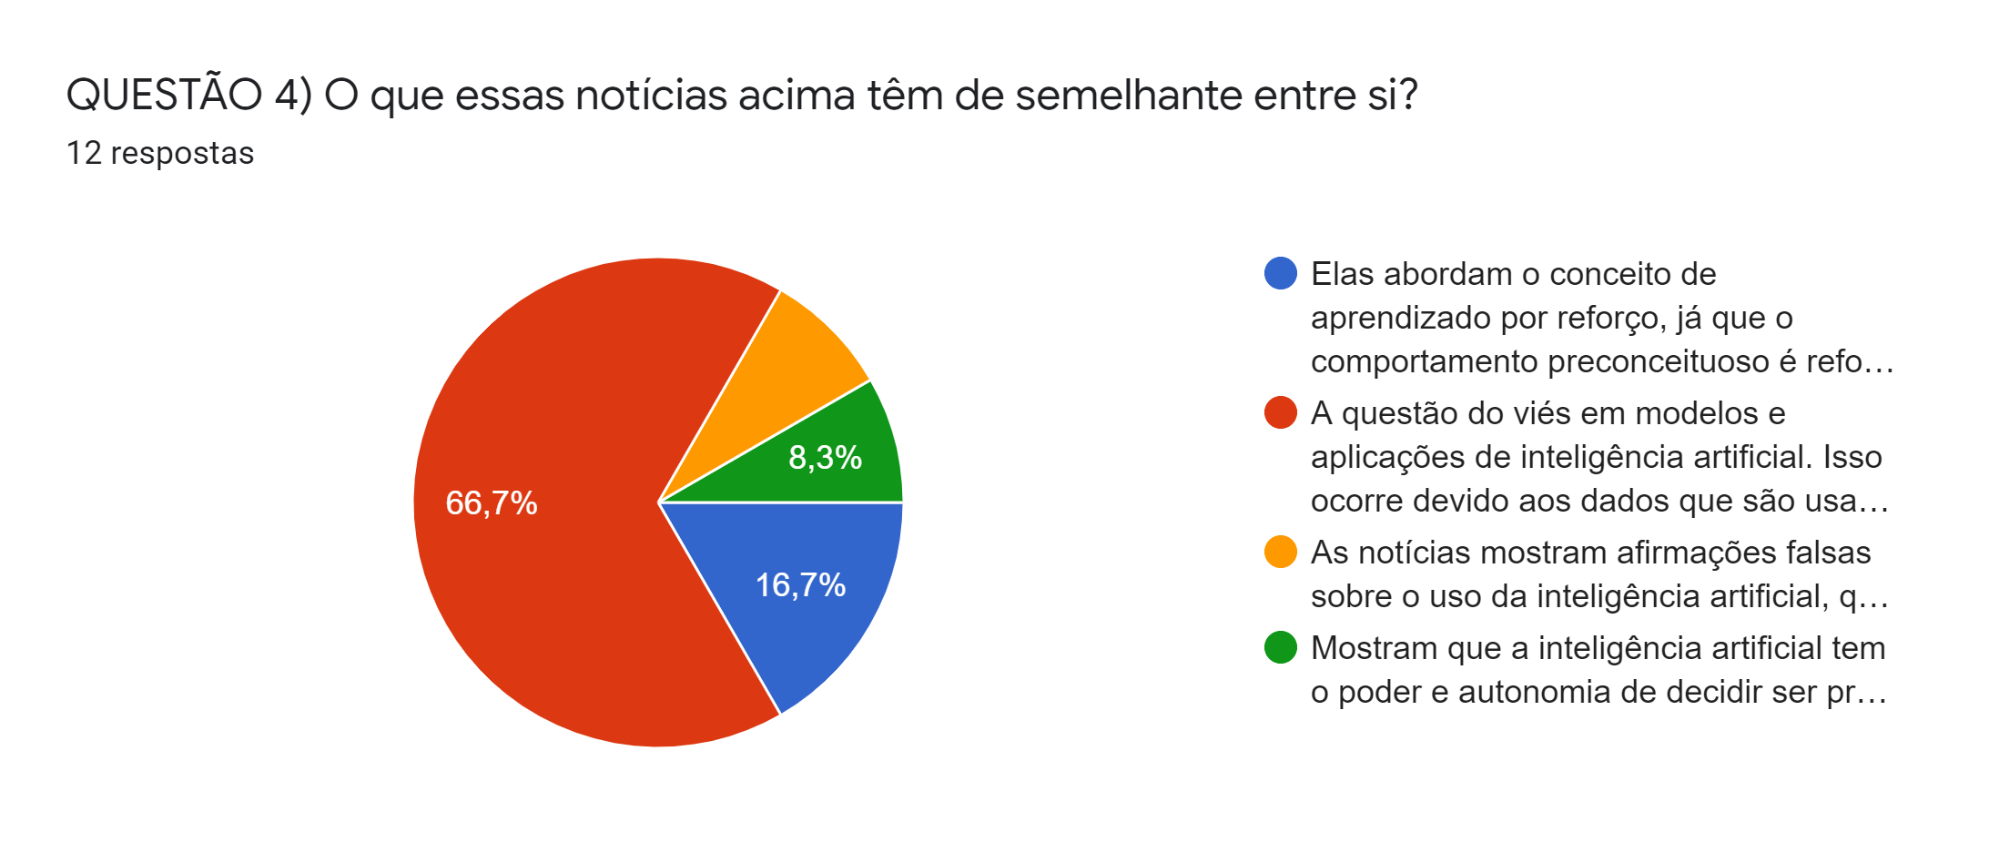 QUESTÃO 4) O que essas notícias acima têm de semelhante entre si?
12 respostas
66,7%
8,3%
16,7%
Elas abordam o conceito de
aprendizado por reforço, já que o
comportamento preconceituoso é refo…
A questão do viés em modelos e
aplicações de inteligência artificial. Isso
ocorre devido aos dados que são usa…
As notícias mostram afirmações falsas
sobre o uso da inteligência artificial, q…
Mostram que a inteligência artificial tem
o poder e autonomia de decidir ser pr…